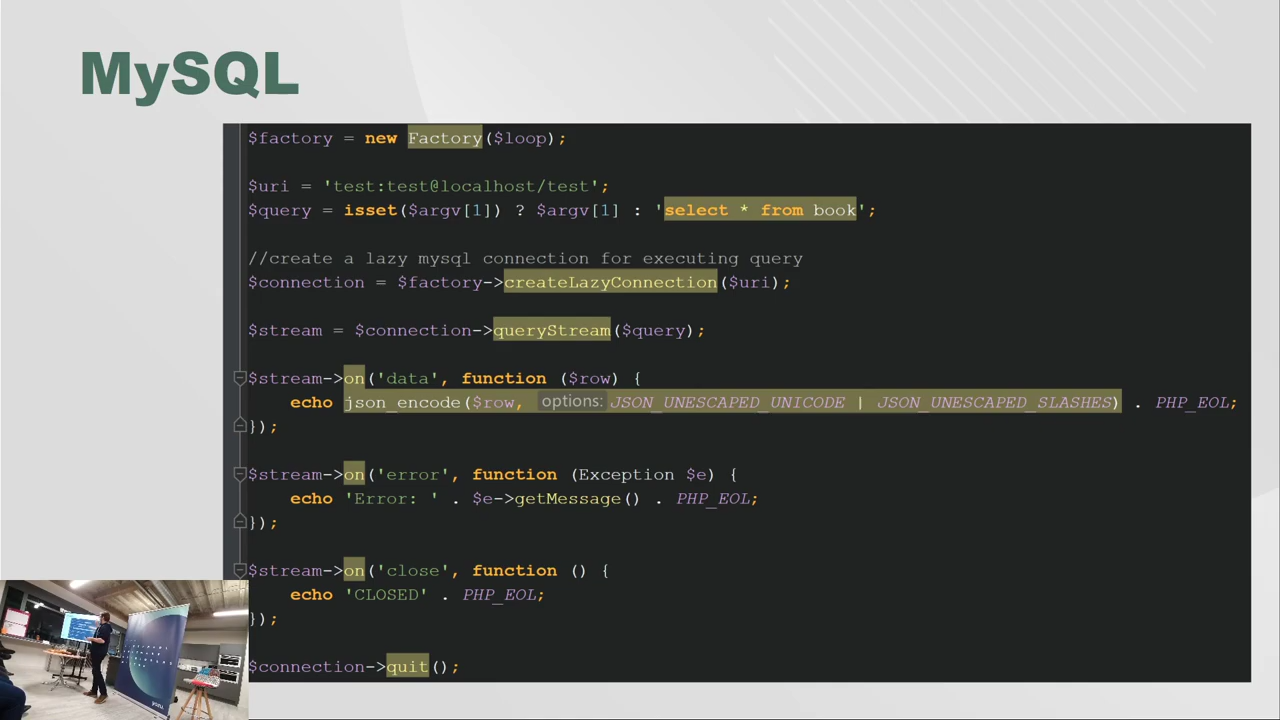 MySQL
$factory = new Factory($loop);
$uri = 'test:test@localhost/test';
$query = isset($argv[1]) ? $argv[1] : 'select * from book';
//create a lazy mysql connection for executing query
$connection = $factory->createLazyConnection($uri);
$stream = $connection->queryStream($query);
$stream->on('data', function ($row) {
echo json_encode($row, options: JSON_UNESCAPED_UNICODE | JSON_UNESCAPED_SLASHES) . PHP_EOL;
});
$stream->on('error', function (Exception $e) {
echo 'Error: ' . $e->getMessage() . PHP_EOL;
});
$stream->on('close', function () {
echo 'CLOSED' . PHP_EOL;
});
$connection->quit();